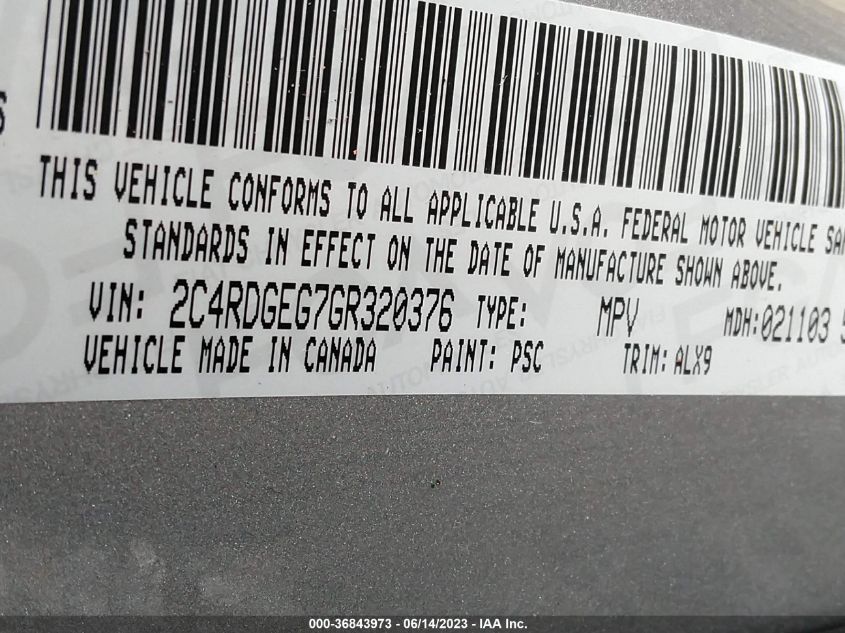 THIS VEHICLE CONFORMS TO ALL APPLICABLE U.S.A. FEDERAL MOTOR VEHICLE SA
STANDARDS IN EFFECT ON THE DATE OF MANUFACTURE SHOWN ABOVE.
VIN: 2C4RDGEG7GR320376 TYPE: MPV MDH:021103
VEHICLE MADE IN CANADA PAINT: PSC TRIM: ALX9
000-36843973 - 06/14/2023 - IAA Inc.